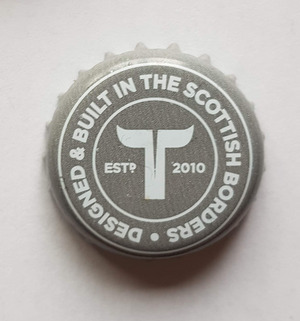 DESIGNED & BUILT IN THE SCOTTISH BORDERS •
ESTD 2010
T